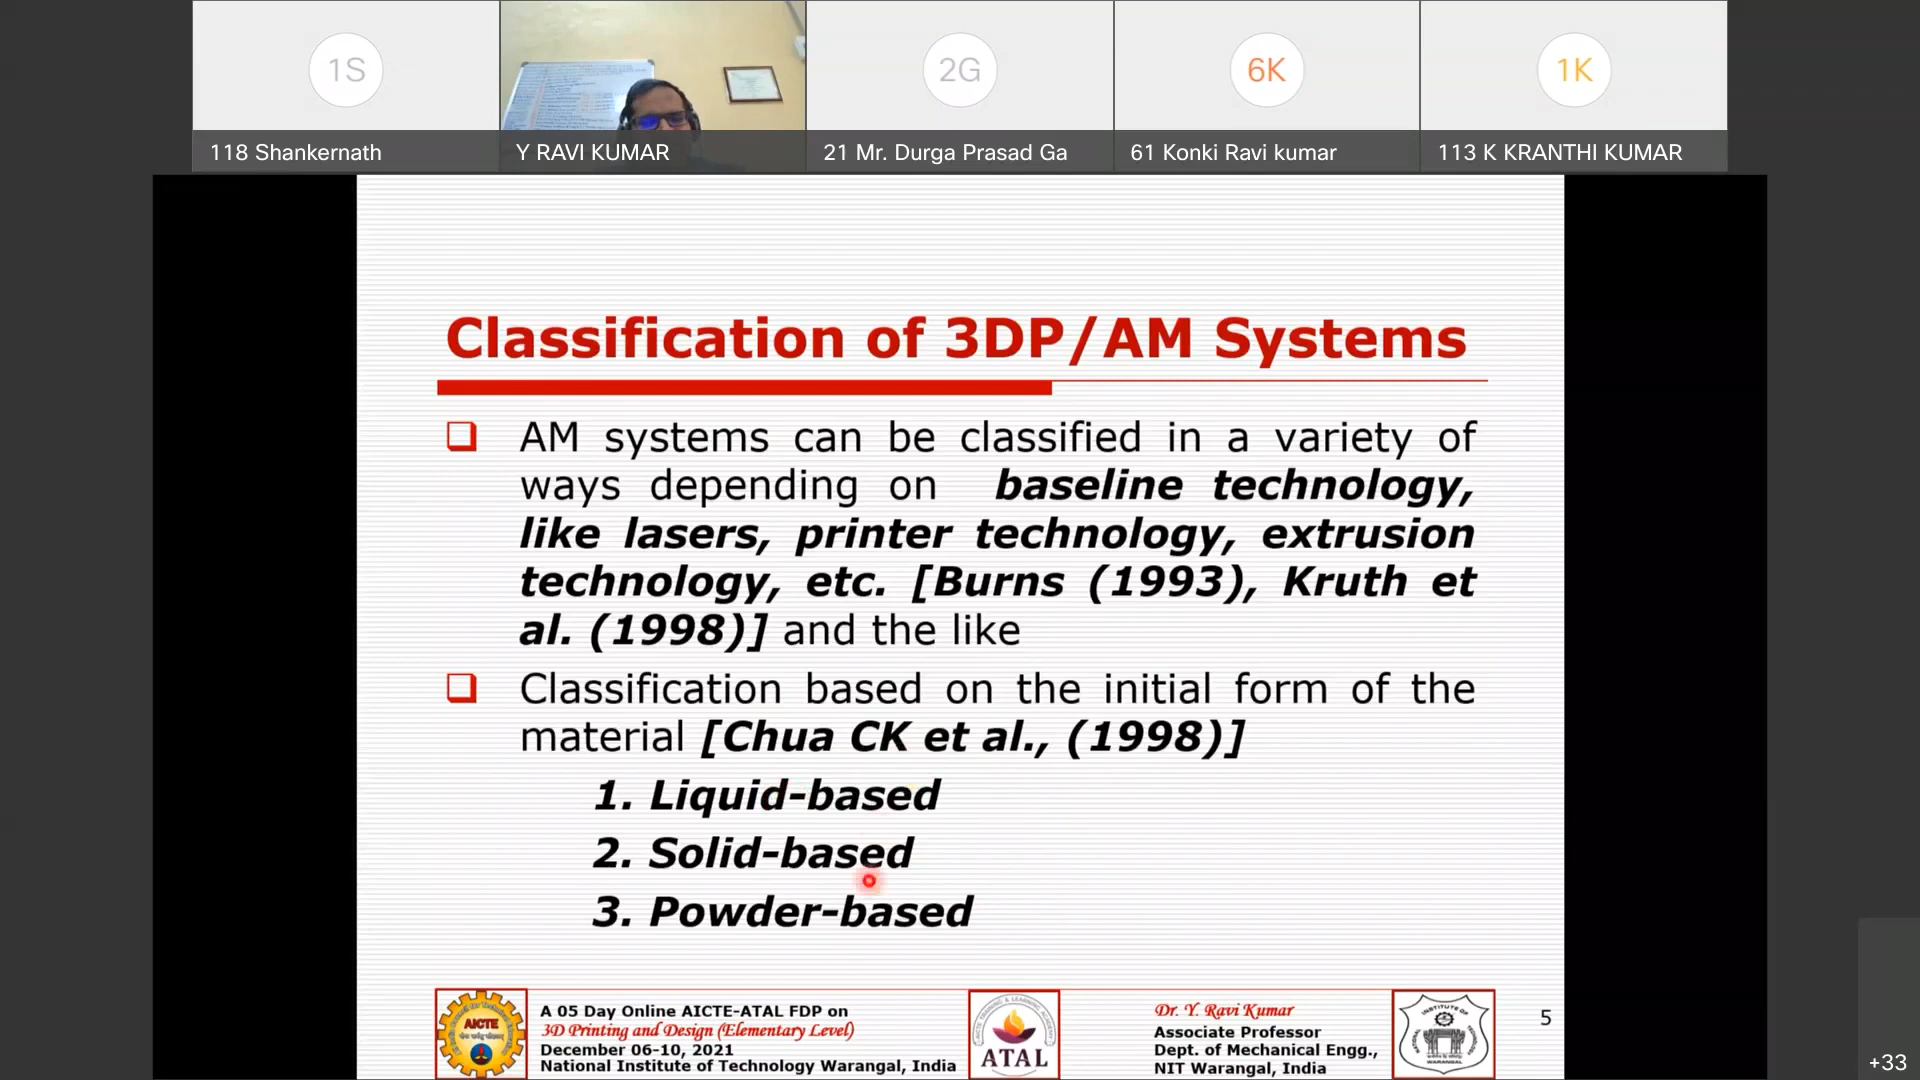 1S
2G
6K
1K
118 Shankernath
Y RAVI KUMAR
21 Mr. Durga Prasad Ga
61 Konki Ravi kumar
113 K KRANTHI KUMAR
Classification of 3DP/AM Systems
AM systems can be classified in a variety of
ways depending on baseline technology,
like lasers, printer technology, extrusion
technology, etc. [Burns (1993), Kruth et
al. (1998)] and the like
Classification based on the initial form of the
material [Chua CK et al., (1998)]
1. Liquid-based
2. Solid-based
3. Powder-based
AICTE
A 05 Day Online AICTE-ATAL FDP on
3D Printing and Design (Elementary Level)
December 06-10, 2021
National Institute of Technology Warangal, India
ATAL
Dr. Y. Ravi Kumar
Associate Professor
Dept. of Mechanical Engg.,
NIT Warangal, India
WARANGAL
5
+33